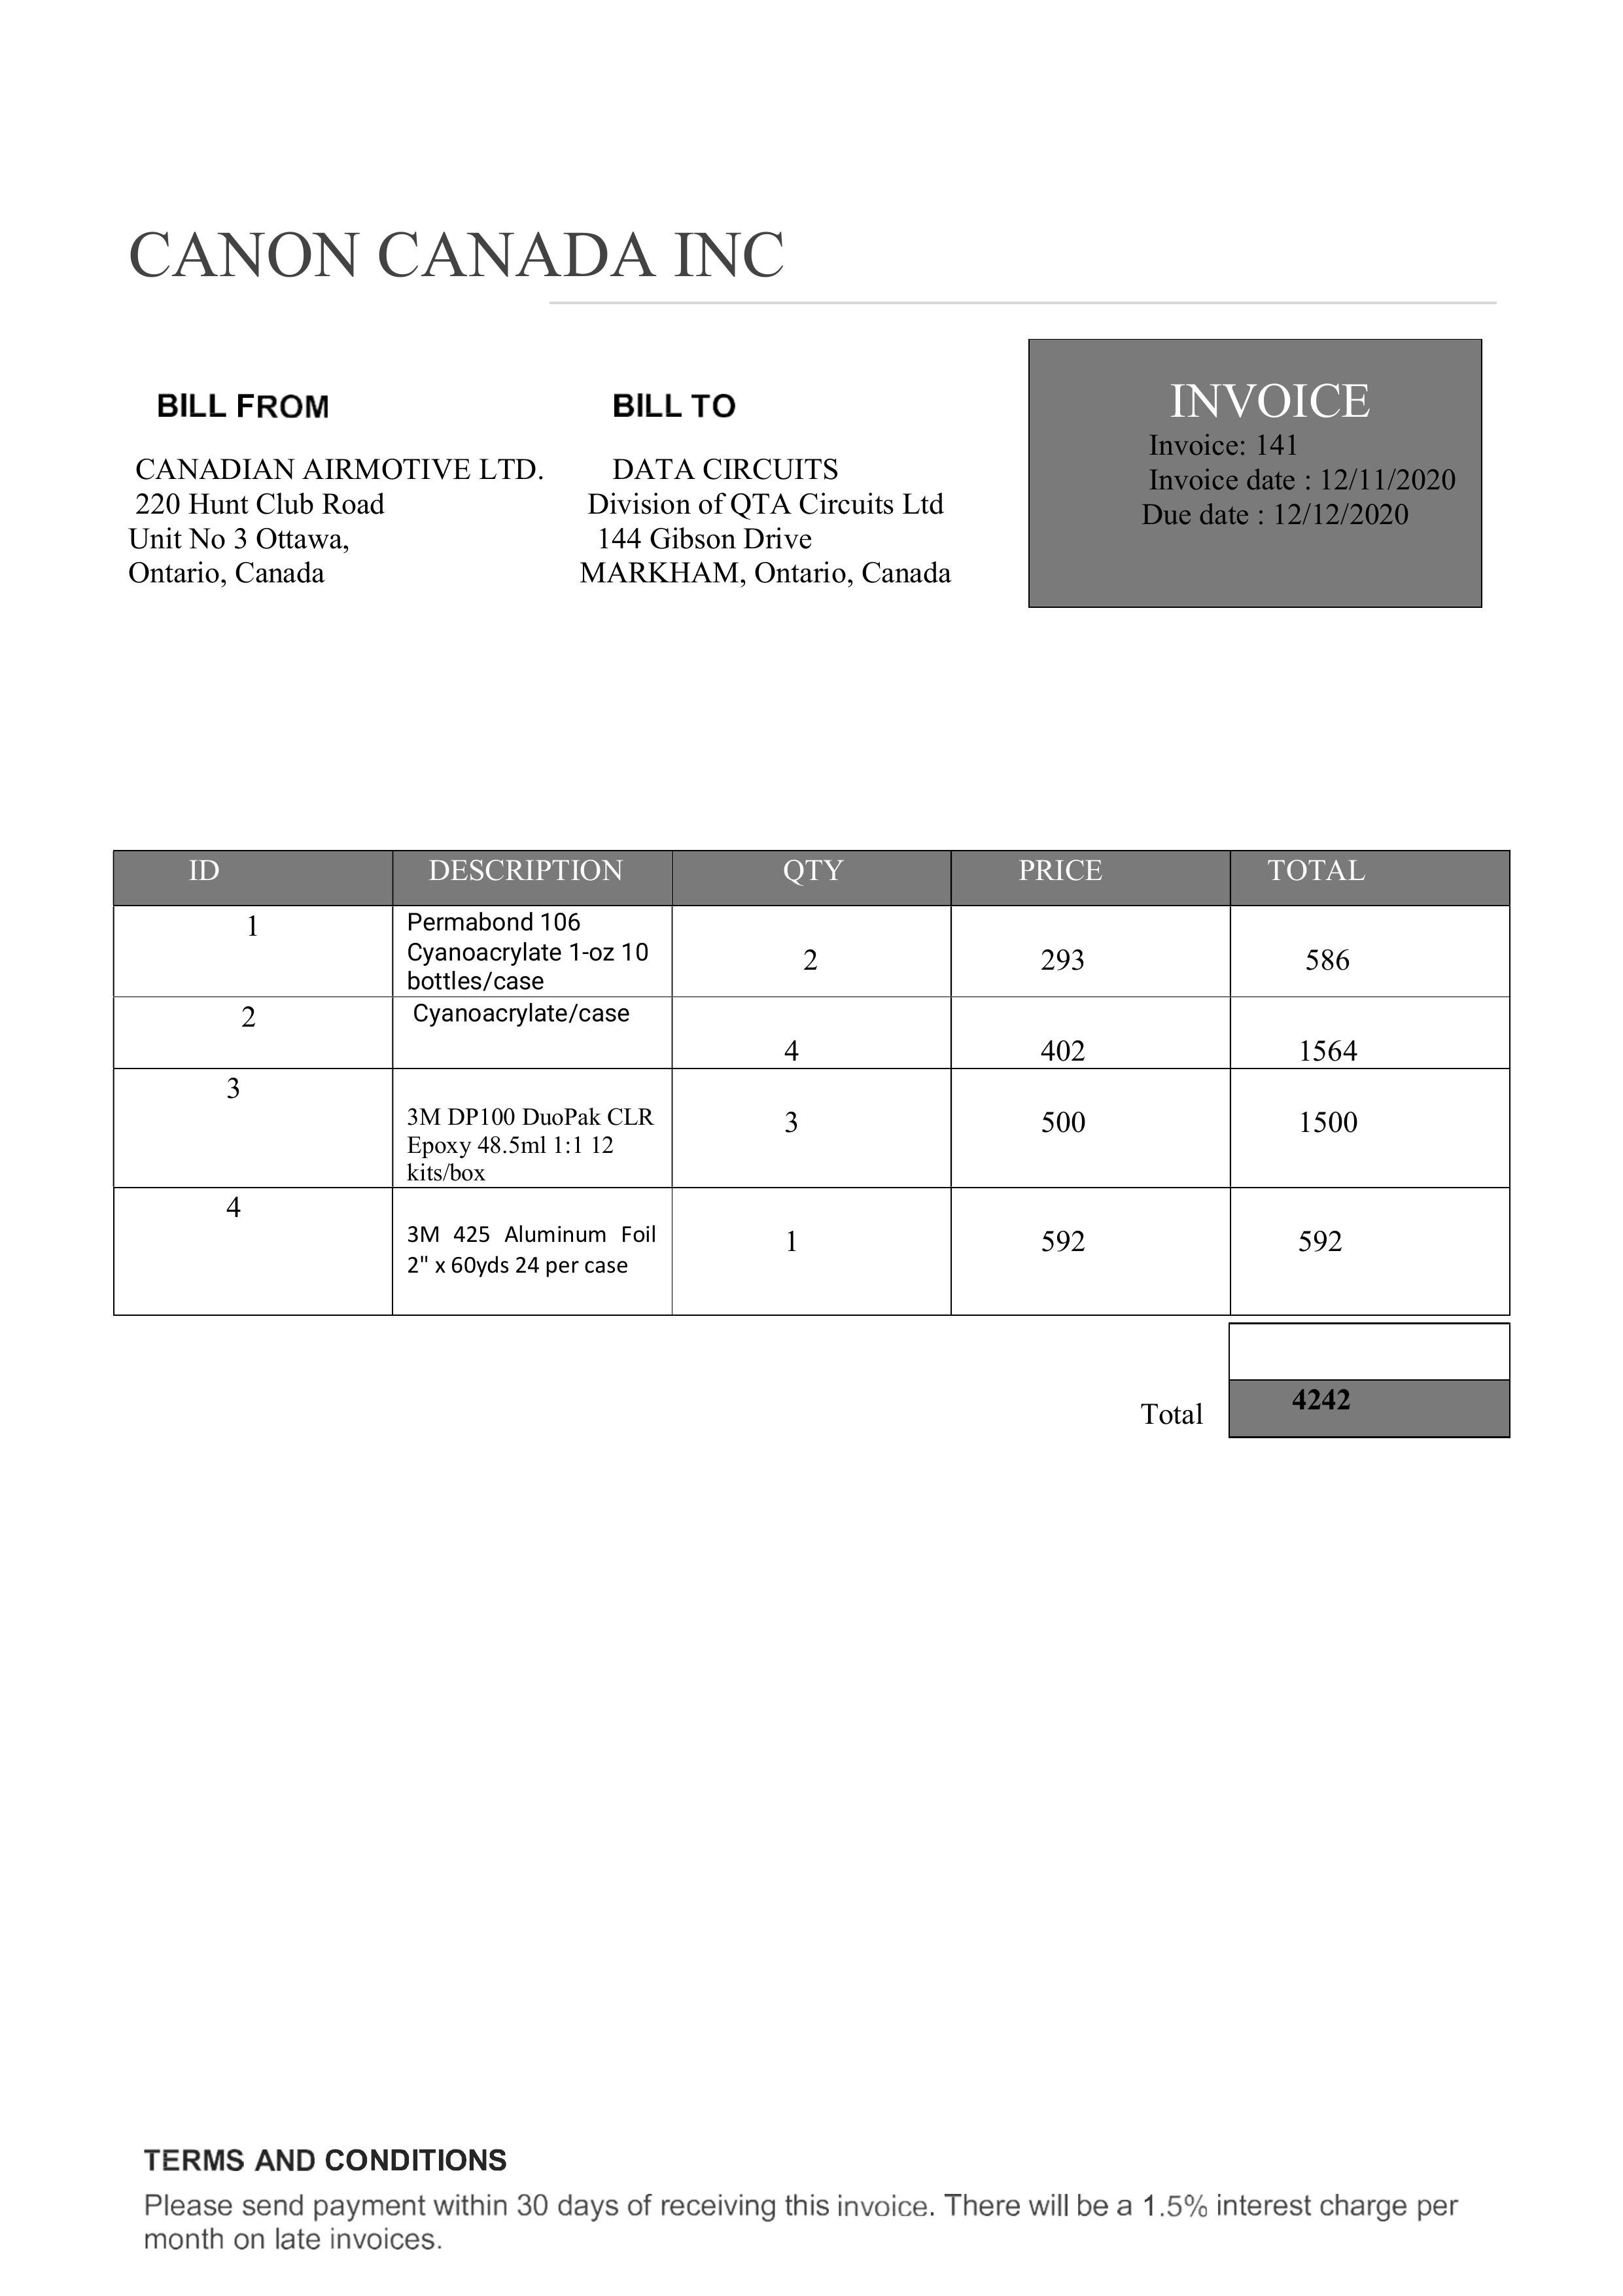 CANON CANADA INC
BILL FROM
CANADIAN AIRMOTIVE LTD.
220 Hunt Club Road
Unit No 3 Ottawa,
Ontario, Canada
BILL TO
DATA CIRCUITS
Division of QTA Circuits Ltd
144 Gibson Drive
MARKHAM, Ontario, Canada
INVOICE
Invoice: 141
Invoice date : 12/11/2020
Due date : 12/12/2020
ID DESCRIPTION QTY PRICE TOTAL
1 Permabond 106
Cyanoacrylate 1-oz 10
bottles/case 2 293 586
2 Cyanoacrylate/case 4 402 1564
3 3M DP100 DuoPak CLR
Epoxy 48.5ml 1:1 12
kits/box 3 500 1500
4 3M 425 Aluminum Foil
2" x 60yds 24 per case 1 592 592
Total 4242
TERMS AND CONDITIONS
Please send payment within 30 days of receiving this invoice. There will be a 1.5% interest charge per
month on late invoices.